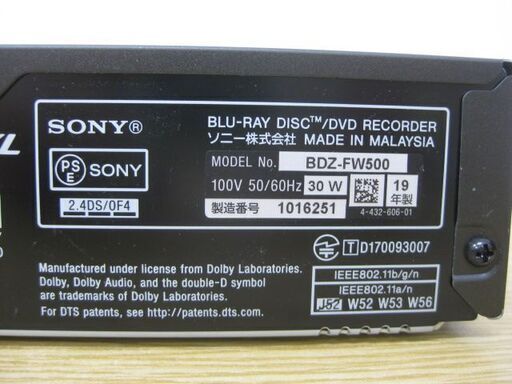 SONY®
BLU-RAY DISC™/DVD RECORDER
ソニー株式会社 MADE IN MALAYSIA
PS
E
SONY
MODEL No. BDZ-FW500
100V 50/60Hz 30 W
19
年製
2.4DS/OF4
製造番号 1016251
4-432-606-01
T D170093007
Manufactured under license from Dolby Laboratories.
Dolby, Dolby Audio, and the double-D symbol
are trademarks of Dolby Laboratories.
For DTS patents, see http://patents.dts.com.
IEEE802.11b/g/n
IEEE802.11a/n
J52 W52 W53 W56